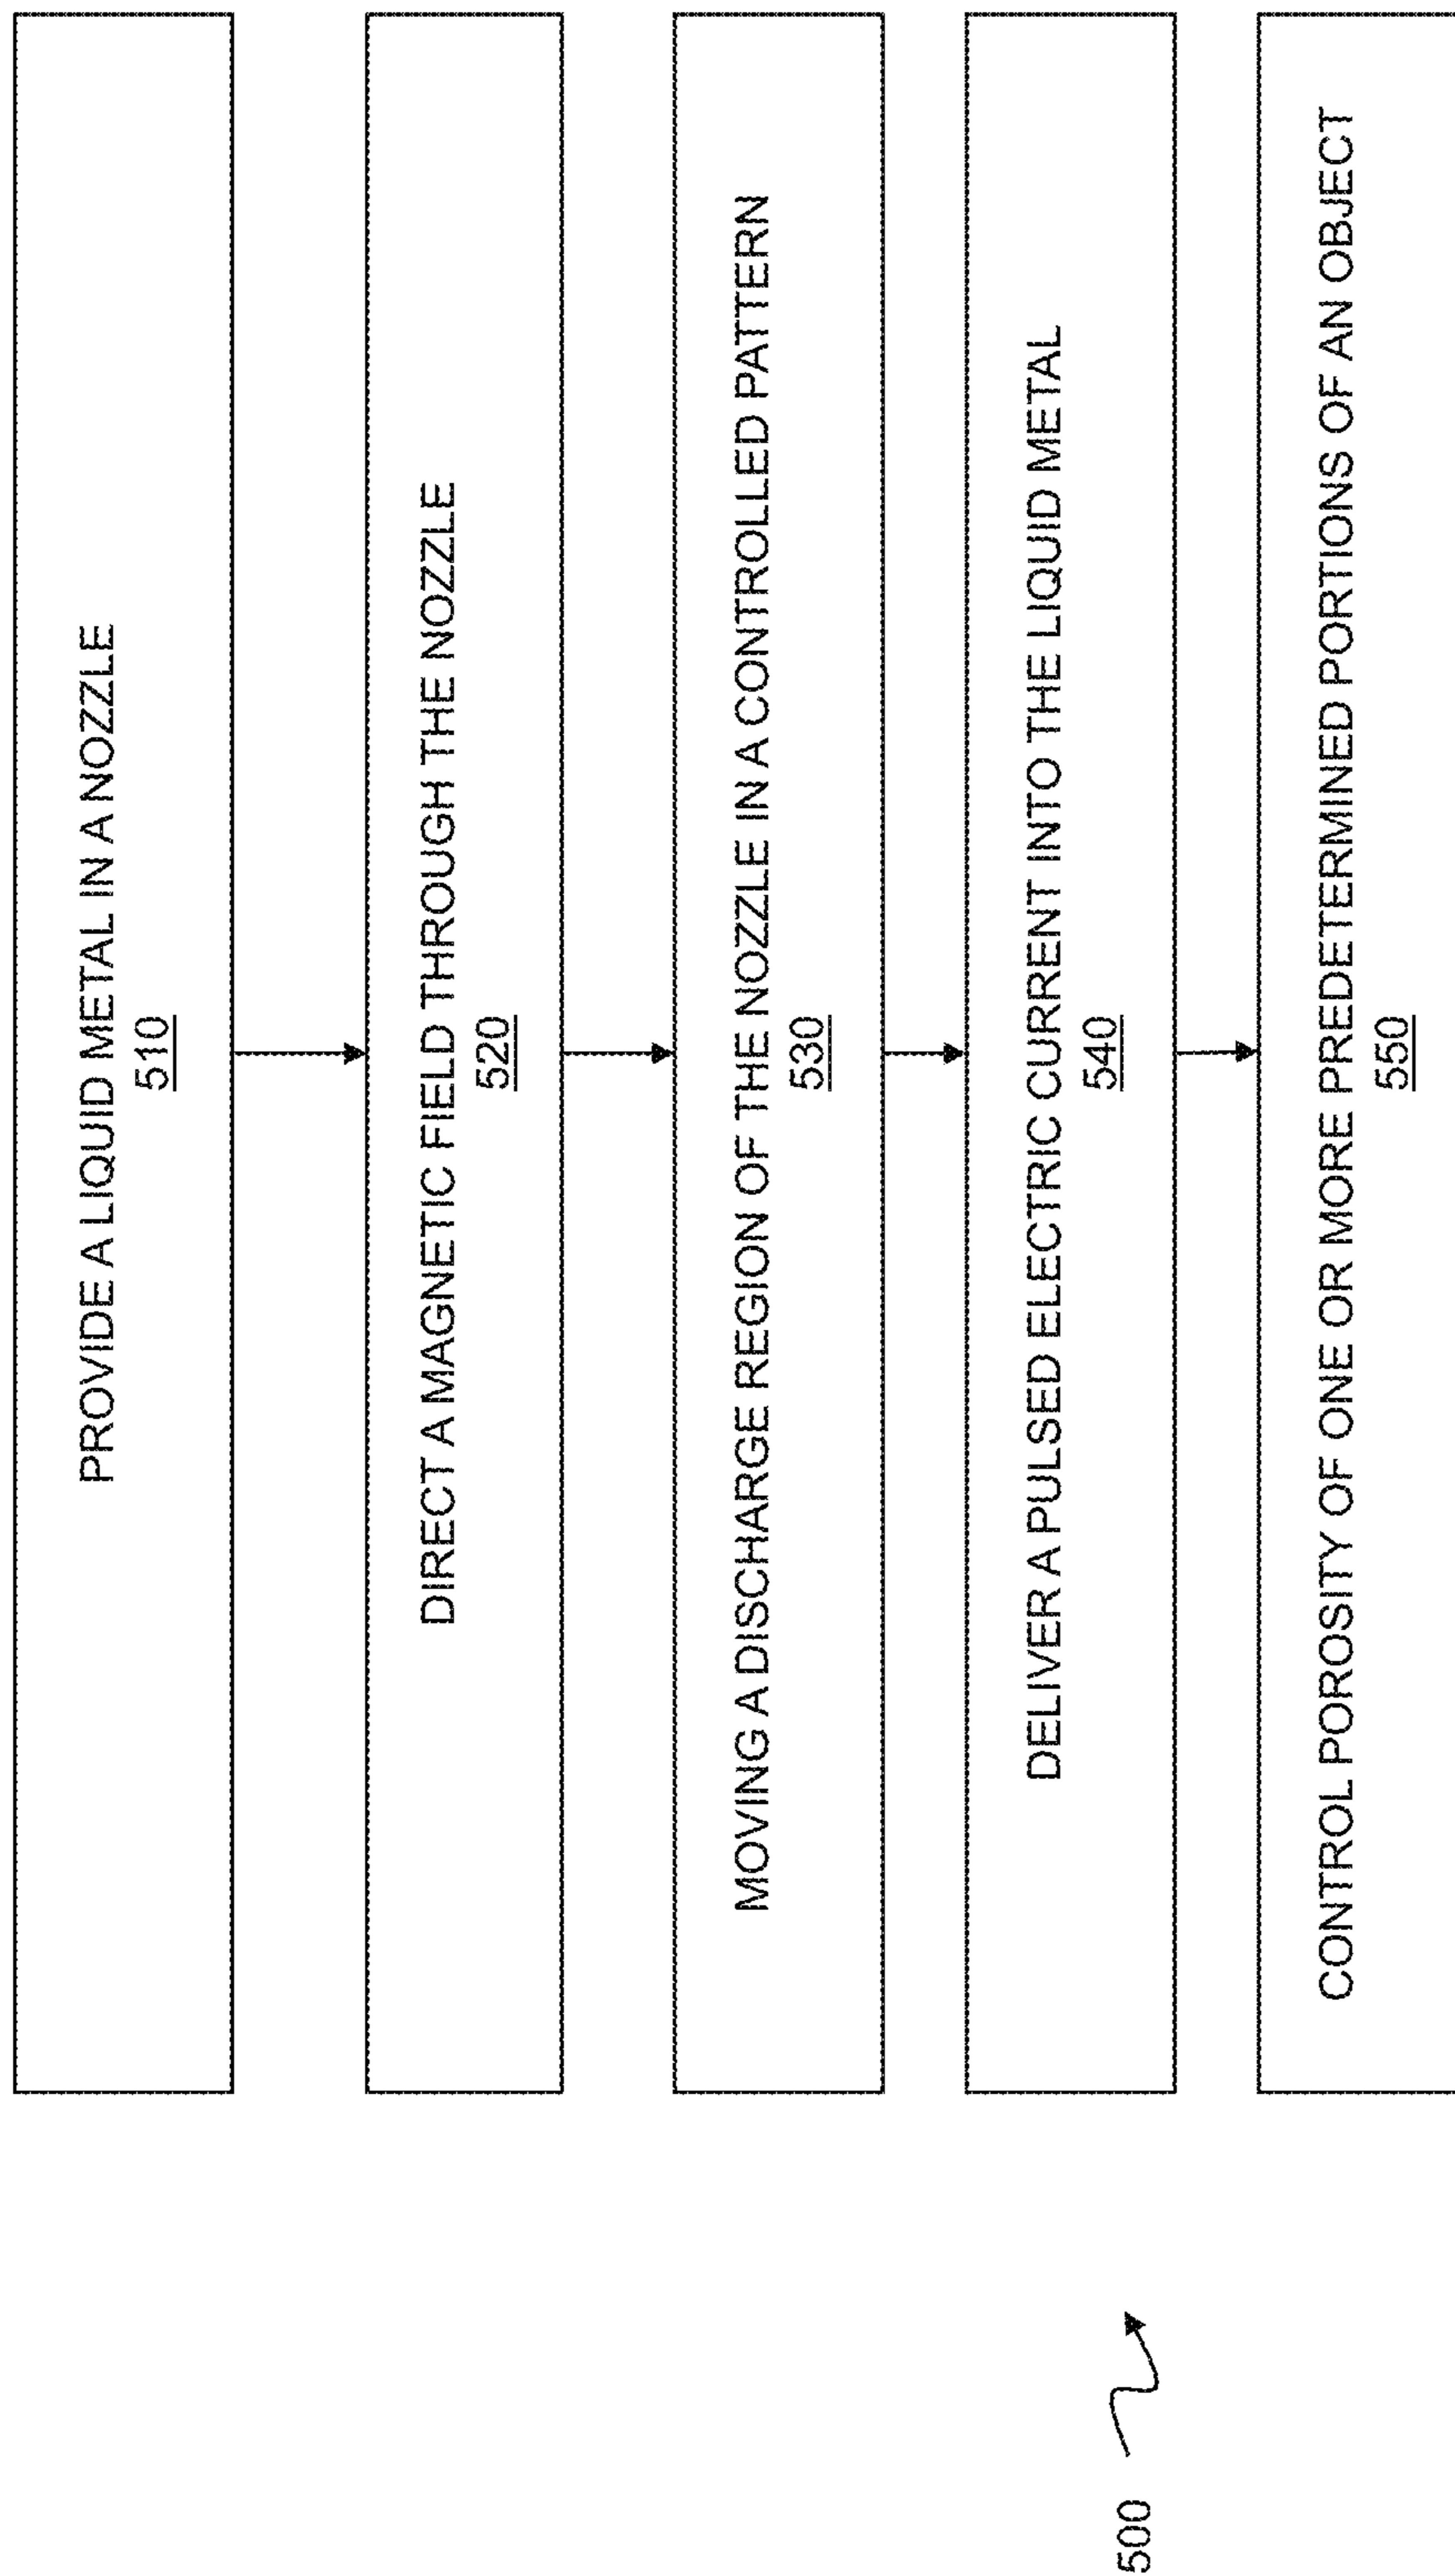 PROVIDE A LIQUID METAL IN A NOZZLE
510
DIRECT A MAGNETIC FIELD THROUGH THE NOZZLE
520
MOVING A DISCHARGE REGION OF THE NOZZLE IN A CONTROLLED PATTERN
530
DELIVER A PULSED ELECTRIC CURRENT INTO THE LIQUID METAL
540
CONTROL POROSITY OF ONE OR MORE PREDETERMINED PORTIONS OF AN OBJECT
550
500